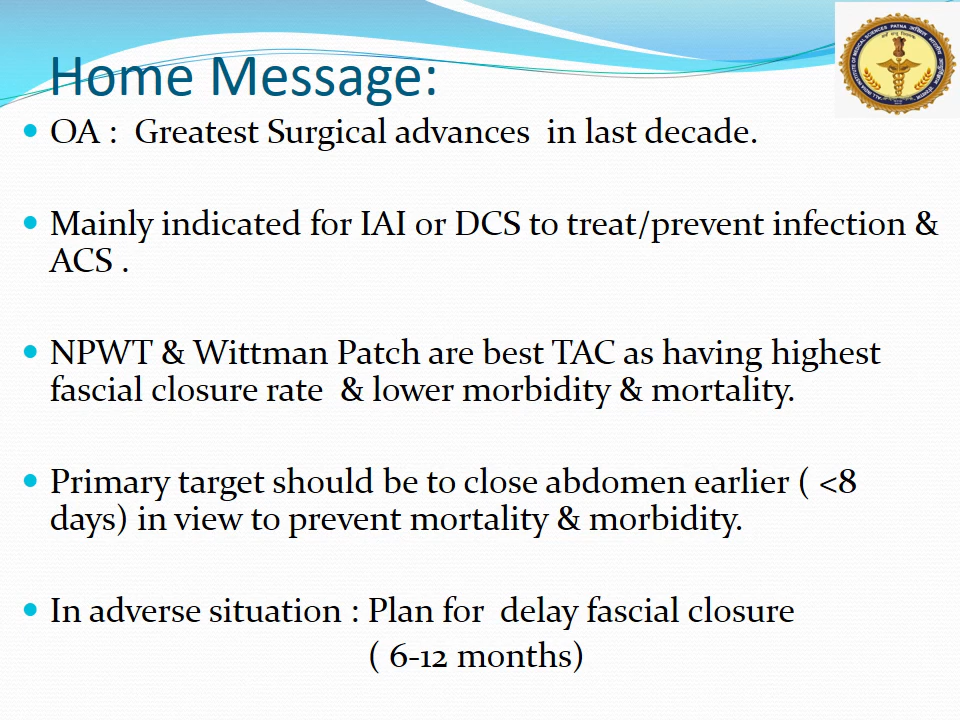 Home Message:
OA : Greatest Surgical advances in last decade.
Mainly indicated for IAI or DCS to treat/prevent infection &
ACS .
NPWT & Wittman Patch are best TAC as having highest
fascial closure rate & lower morbidity & mortality.
Primary target should be to close abdomen earlier ( <8
days) in view to prevent mortality & morbidity.
In adverse situation : Plan for delay fascial closure
( 6-12 months)